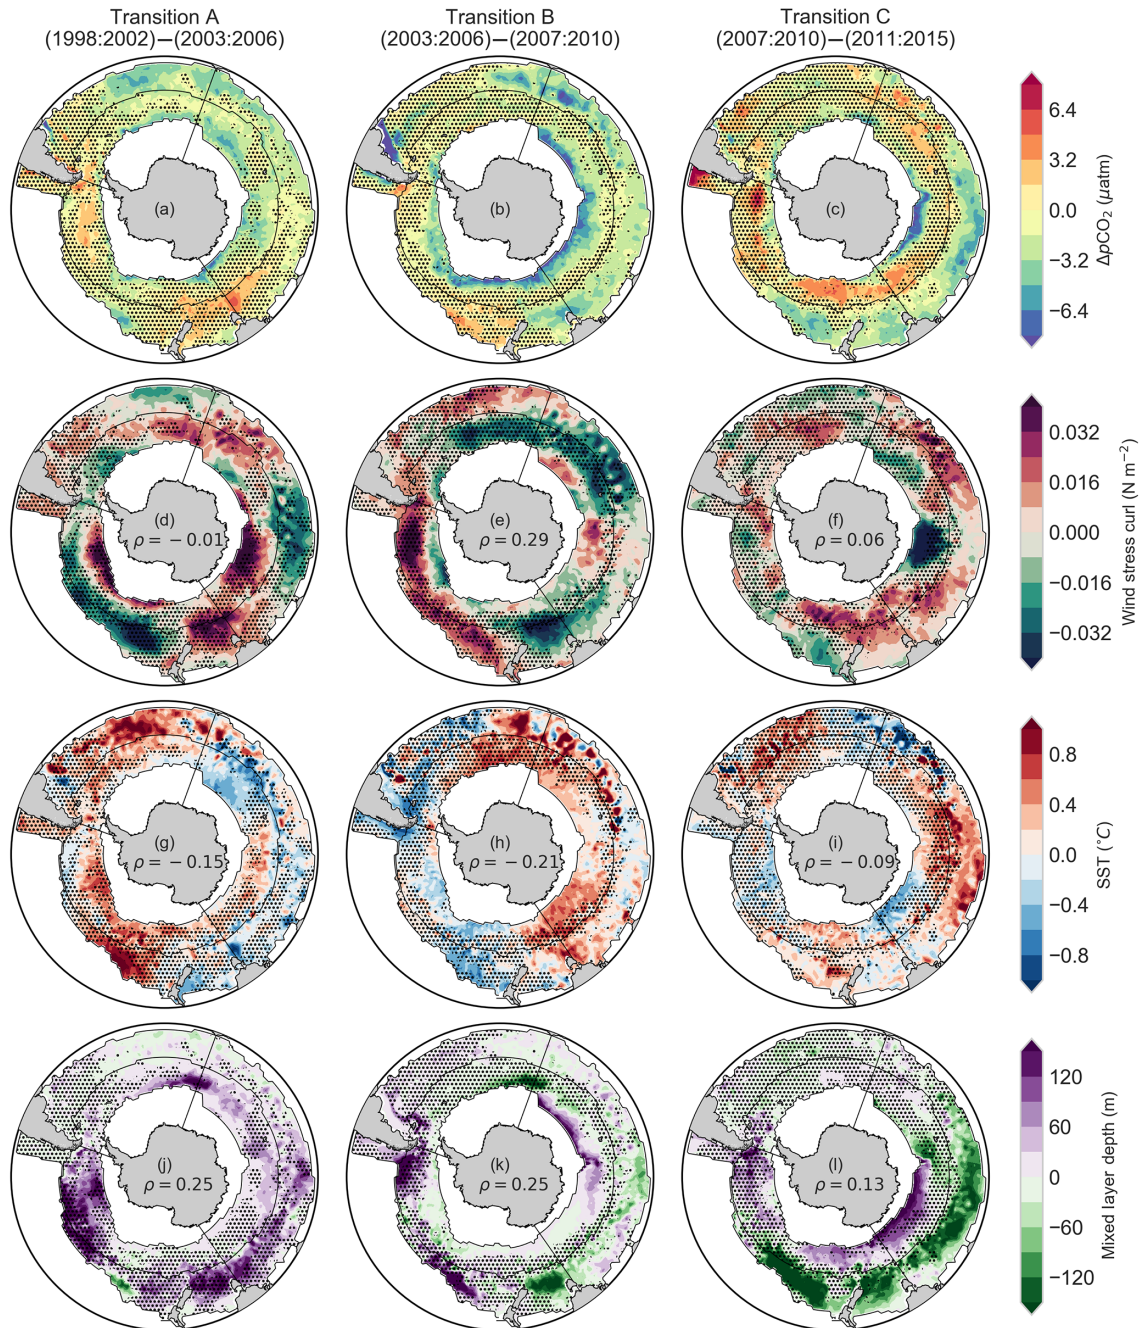 Transition A
(1998:2002)−(2003:2006)
Transition B
(2003:2006)−(2007:2010)
Transition C
(2007:2010)−(2011:2015)
(a)
(b)
(c)
6.4
3.2
0.0
−3.2
−6.4
ΔpCO₂ (μatm)
(d)
ρ = −0.01
(e)
ρ = 0.29
(f)
ρ = 0.06
0.032
0.016
0.000
−0.016
−0.032
Wind stress curl (N m⁻²)
(g)
ρ = −0.15
(h)
ρ = −0.21
(i)
ρ = −0.09
0.8
0.4
0.0
−0.4
−0.8
SST (°C)
(j)
ρ = 0.25
(k)
ρ = 0.25
(l)
ρ = 0.13
120
60
0
−60
−120
Mixed layer depth (m)